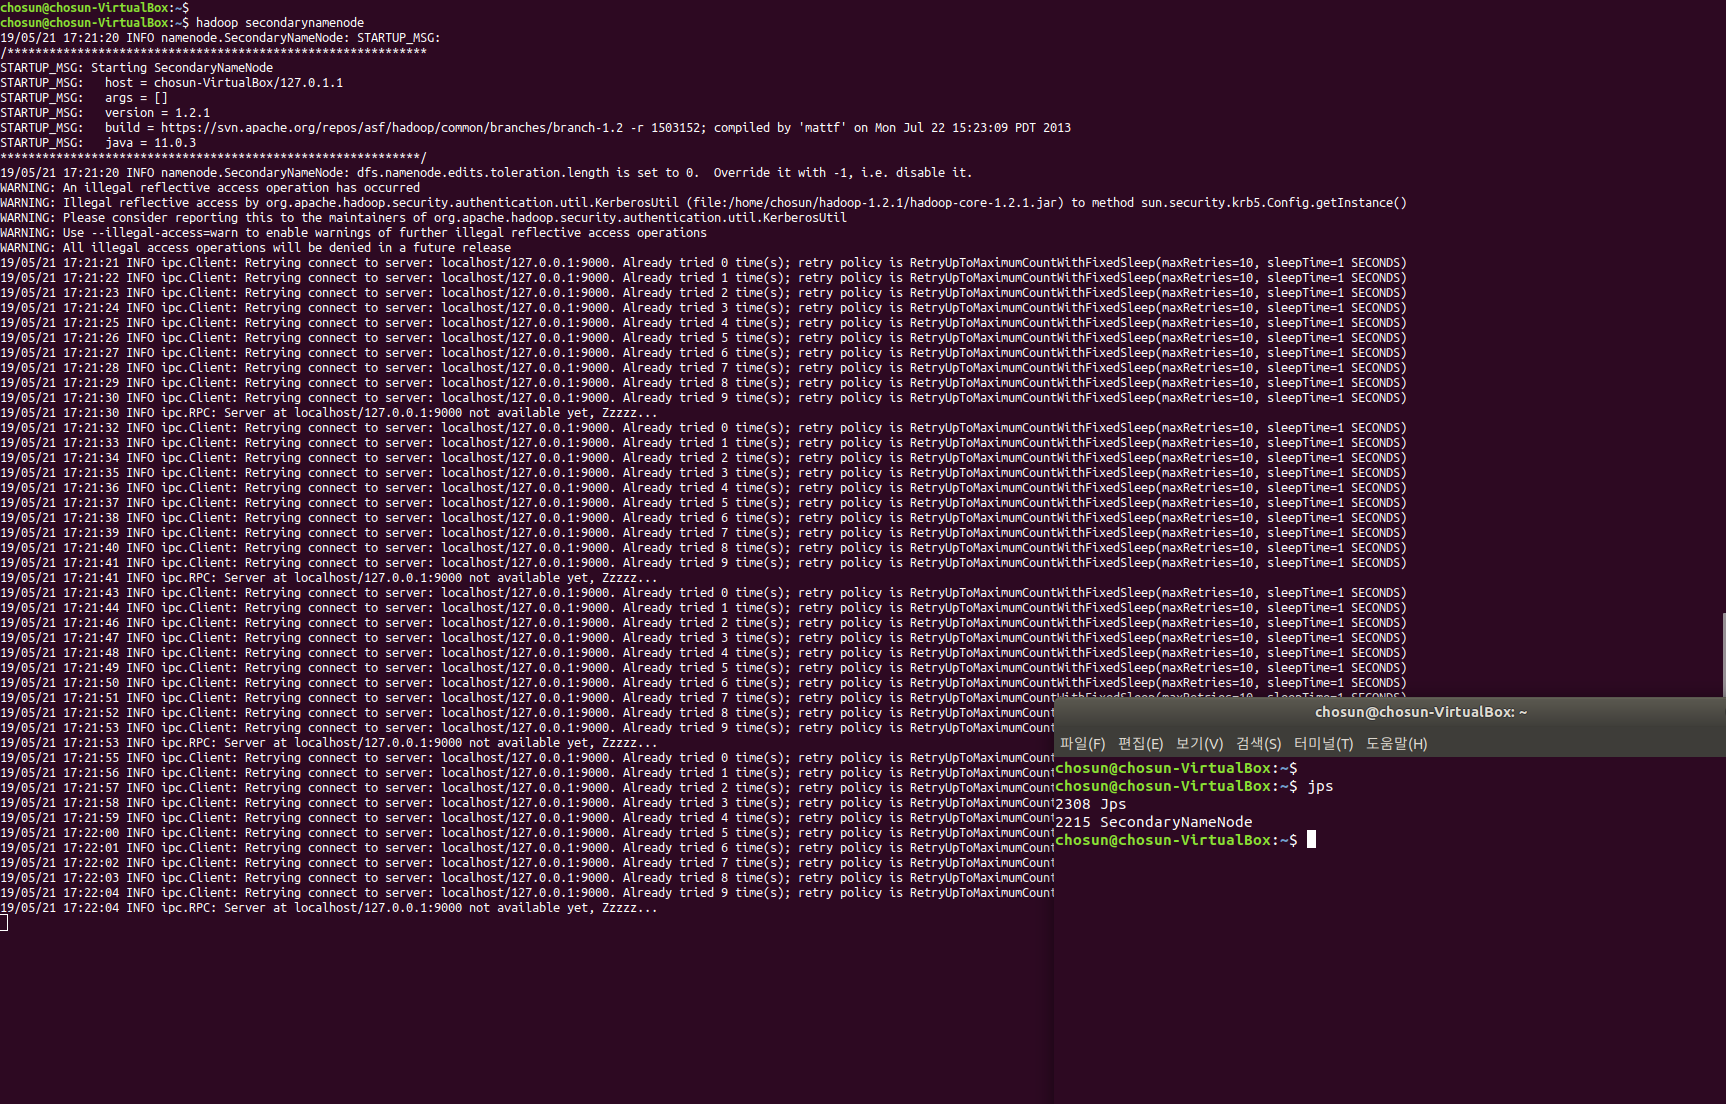 chosun@chosun-VirtualBox:~$
chosun@chosun-VirtualBox:~$ hadoop secondarynamenode
19/05/21 17:21:20 INFO namenode.SecondaryNameNode: STARTUP_MSG:
/************************************************************
STARTUP_MSG: Starting SecondaryNameNode
STARTUP_MSG:   host = chosun-VirtualBox/127.0.1.1
STARTUP_MSG:   args = []
STARTUP_MSG:   version = 1.2.1
STARTUP_MSG:   build = https://svn.apache.org/repos/asf/hadoop/common/branches/branch-1.2 -r 1503152; compiled by 'mattf' on Mon Jul 22 15:23:09 PDT 2013
STARTUP_MSG:   java = 11.0.3
************************************************************/
19/05/21 17:21:20 INFO namenode.SecondaryNameNode: dfs.namenode.edits.toleration.length is set to 0.  Override it with -1, i.e. disable it.
WARNING: An illegal reflective access operation has occurred
WARNING: Illegal reflective access by org.apache.hadoop.security.authentication.util.KerberosUtil (file:/home/chosun/hadoop-1.2.1/hadoop-core-1.2.1.jar) to method sun.security.krb5.Config.getInstance()
WARNING: Please consider reporting this to the maintainers of org.apache.hadoop.security.authentication.util.KerberosUtil
WARNING: Use --illegal-access=warn to enable warnings of further illegal reflective access operations
WARNING: All illegal access operations will be denied in a future release
19/05/21 17:21:21 INFO ipc.Client: Retrying connect to server: localhost/127.0.0.1:9000. Already tried 0 time(s); retry policy is RetryUpToMaximumCountWithFixedSleep(maxRetries=10, sleepTime=1 SECONDS)
19/05/21 17:21:22 INFO ipc.Client: Retrying connect to server: localhost/127.0.0.1:9000. Already tried 1 time(s); retry policy is RetryUpToMaximumCountWithFixedSleep(maxRetries=10, sleepTime=1 SECONDS)
19/05/21 17:21:23 INFO ipc.Client: Retrying connect to server: localhost/127.0.0.1:9000. Already tried 2 time(s); retry policy is RetryUpToMaximumCountWithFixedSleep(maxRetries=10, sleepTime=1 SECONDS)
19/05/21 17:21:24 INFO ipc.Client: Retrying connect to server: localhost/127.0.0.1:9000. Already tried 3 time(s); retry policy is RetryUpToMaximumCountWithFixedSleep(maxRetries=10, sleepTime=1 SECONDS)
19/05/21 17:21:25 INFO ipc.Client: Retrying connect to server: localhost/127.0.0.1:9000. Already tried 4 time(s); retry policy is RetryUpToMaximumCountWithFixedSleep(maxRetries=10, sleepTime=1 SECONDS)
19/05/21 17:21:26 INFO ipc.Client: Retrying connect to server: localhost/127.0.0.1:9000. Already tried 5 time(s); retry policy is RetryUpToMaximumCountWithFixedSleep(maxRetries=10, sleepTime=1 SECONDS)
19/05/21 17:21:27 INFO ipc.Client: Retrying connect to server: localhost/127.0.0.1:9000. Already tried 6 time(s); retry policy is RetryUpToMaximumCountWithFixedSleep(maxRetries=10, sleepTime=1 SECONDS)
19/05/21 17:21:28 INFO ipc.Client: Retrying connect to server: localhost/127.0.0.1:9000. Already tried 7 time(s); retry policy is RetryUpToMaximumCountWithFixedSleep(maxRetries=10, sleepTime=1 SECONDS)
19/05/21 17:21:29 INFO ipc.Client: Retrying connect to server: localhost/127.0.0.1:9000. Already tried 8 time(s); retry policy is RetryUpToMaximumCountWithFixedSleep(maxRetries=10, sleepTime=1 SECONDS)
19/05/21 17:21:30 INFO ipc.Client: Retrying connect to server: localhost/127.0.0.1:9000. Already tried 9 time(s); retry policy is RetryUpToMaximumCountWithFixedSleep(maxRetries=10, sleepTime=1 SECONDS)
19/05/21 17:21:30 INFO ipc.RPC: Server at localhost/127.0.0.1:9000 not available yet, Zzzzz...
19/05/21 17:21:32 INFO ipc.Client: Retrying connect to server: localhost/127.0.0.1:9000. Already tried 0 time(s); retry policy is RetryUpToMaximumCountWithFixedSleep(maxRetries=10, sleepTime=1 SECONDS)
19/05/21 17:21:33 INFO ipc.Client: Retrying connect to server: localhost/127.0.0.1:9000. Already tried 1 time(s); retry policy is RetryUpToMaximumCountWithFixedSleep(maxRetries=10, sleepTime=1 SECONDS)
19/05/21 17:21:34 INFO ipc.Client: Retrying connect to server: localhost/127.0.0.1:9000. Already tried 2 time(s); retry policy is RetryUpToMaximumCountWithFixedSleep(maxRetries=10, sleepTime=1 SECONDS)
19/05/21 17:21:35 INFO ipc.Client: Retrying connect to server: localhost/127.0.0.1:9000. Already tried 3 time(s); retry policy is RetryUpToMaximumCountWithFixedSleep(maxRetries=10, sleepTime=1 SECONDS)
19/05/21 17:21:36 INFO ipc.Client: Retrying connect to server: localhost/127.0.0.1:9000. Already tried 4 time(s); retry policy is RetryUpToMaximumCountWithFixedSleep(maxRetries=10, sleepTime=1 SECONDS)
19/05/21 17:21:37 INFO ipc.Client: Retrying connect to server: localhost/127.0.0.1:9000. Already tried 5 time(s); retry policy is RetryUpToMaximumCountWithFixedSleep(maxRetries=10, sleepTime=1 SECONDS)
19/05/21 17:21:38 INFO ipc.Client: Retrying connect to server: localhost/127.0.0.1:9000. Already tried 6 time(s); retry policy is RetryUpToMaximumCountWithFixedSleep(maxRetries=10, sleepTime=1 SECONDS)
19/05/21 17:21:39 INFO ipc.Client: Retrying connect to server: localhost/127.0.0.1:9000. Already tried 7 time(s); retry policy is RetryUpToMaximumCountWithFixedSleep(maxRetries=10, sleepTime=1 SECONDS)
19/05/21 17:21:40 INFO ipc.Client: Retrying connect to server: localhost/127.0.0.1:9000. Already tried 8 time(s); retry policy is RetryUpToMaximumCountWithFixedSleep(maxRetries=10, sleepTime=1 SECONDS)
19/05/21 17:21:41 INFO ipc.Client: Retrying connect to server: localhost/127.0.0.1:9000. Already tried 9 time(s); retry policy is RetryUpToMaximumCountWithFixedSleep(maxRetries=10, sleepTime=1 SECONDS)
19/05/21 17:21:41 INFO ipc.RPC: Server at localhost/127.0.0.1:9000 not available yet, Zzzzz...
19/05/21 17:21:43 INFO ipc.Client: Retrying connect to server: localhost/127.0.0.1:9000. Already tried 0 time(s); retry policy is RetryUpToMaximumCountWithFixedSleep(maxRetries=10, sleepTime=1 SECONDS)
19/05/21 17:21:44 INFO ipc.Client: Retrying connect to server: localhost/127.0.0.1:9000. Already tried 1 time(s); retry policy is RetryUpToMaximumCountWithFixedSleep(maxRetries=10, sleepTime=1 SECONDS)
19/05/21 17:21:46 INFO ipc.Client: Retrying connect to server: localhost/127.0.0.1:9000. Already tried 2 time(s); retry policy is RetryUpToMaximumCountWithFixedSleep(maxRetries=10, sleepTime=1 SECONDS)
19/05/21 17:21:47 INFO ipc.Client: Retrying connect to server: localhost/127.0.0.1:9000. Already tried 3 time(s); retry policy is RetryUpToMaximumCountWithFixedSleep(maxRetries=10, sleepTime=1 SECONDS)
19/05/21 17:21:48 INFO ipc.Client: Retrying connect to server: localhost/127.0.0.1:9000. Already tried 4 time(s); retry policy is RetryUpToMaximumCountWithFixedSleep(maxRetries=10, sleepTime=1 SECONDS)
19/05/21 17:21:49 INFO ipc.Client: Retrying connect to server: localhost/127.0.0.1:9000. Already tried 5 time(s); retry policy is RetryUpToMaximumCountWithFixedSleep(maxRetries=10, sleepTime=1 SECONDS)
19/05/21 17:21:50 INFO ipc.Client: Retrying connect to server: localhost/127.0.0.1:9000. Already tried 6 time(s); retry policy is RetryUpToMaximumCountWithFixedSleep(maxRetries=10, sleepTime=1 SECONDS)
19/05/21 17:21:51 INFO ipc.Client: Retrying connect to server: localhost/127.0.0.1:9000. Already tried 7 time(s); retry policy is RetryUpToMaximumCountWithFixedSleep(maxRetries=10, sleepTime=1 SECONDS)
19/05/21 17:21:52 INFO ipc.Client: Retrying connect to server: localhost/127.0.0.1:9000. Already tried 8 time(s); retry policy is RetryUpToMaximumCount
19/05/21 17:21:53 INFO ipc.Client: Retrying connect to server: localhost/127.0.0.1:9000. Already tried 9 time(s); retry policy is RetryUpToMaximumCount
19/05/21 17:21:53 INFO ipc.RPC: Server at localhost/127.0.0.1:9000 not available yet, Zzzzz...
19/05/21 17:21:55 INFO ipc.Client: Retrying connect to server: localhost/127.0.0.1:9000. Already tried 0 time(s); retry policy is RetryUpToMaximumCount
19/05/21 17:21:56 INFO ipc.Client: Retrying connect to server: localhost/127.0.0.1:9000. Already tried 1 time(s); retry policy is RetryUpToMaximumCount
19/05/21 17:21:57 INFO ipc.Client: Retrying connect to server: localhost/127.0.0.1:9000. Already tried 2 time(s); retry policy is RetryUpToMaximumCount
19/05/21 17:21:58 INFO ipc.Client: Retrying connect to server: localhost/127.0.0.1:9000. Already tried 3 time(s); retry policy is RetryUpToMaximumCount
19/05/21 17:21:59 INFO ipc.Client: Retrying connect to server: localhost/127.0.0.1:9000. Already tried 4 time(s); retry policy is RetryUpToMaximumCount
19/05/21 17:22:00 INFO ipc.Client: Retrying connect to server: localhost/127.0.0.1:9000. Already tried 5 time(s); retry policy is RetryUpToMaximumCount
19/05/21 17:22:01 INFO ipc.Client: Retrying connect to server: localhost/127.0.0.1:9000. Already tried 6 time(s); retry policy is RetryUpToMaximumCount
19/05/21 17:22:02 INFO ipc.Client: Retrying connect to server: localhost/127.0.0.1:9000. Already tried 7 time(s); retry policy is RetryUpToMaximumCount
19/05/21 17:22:03 INFO ipc.Client: Retrying connect to server: localhost/127.0.0.1:9000. Already tried 8 time(s); retry policy is RetryUpToMaximumCount
19/05/21 17:22:04 INFO ipc.Client: Retrying connect to server: localhost/127.0.0.1:9000. Already tried 9 time(s); retry policy is RetryUpToMaximumCount
19/05/21 17:22:04 INFO ipc.RPC: Server at localhost/127.0.0.1:9000 not available yet, Zzzzz...
chosun@chosun-VirtualBox: ~
파일(F) 편집(E) 보기(V) 검색(S) 터미널(T) 도움말(H)
chosun@chosun-VirtualBox:~$
chosun@chosun-VirtualBox:~$ jps
2308 Jps
2215 SecondaryNameNode
chosun@chosun-VirtualBox:~$